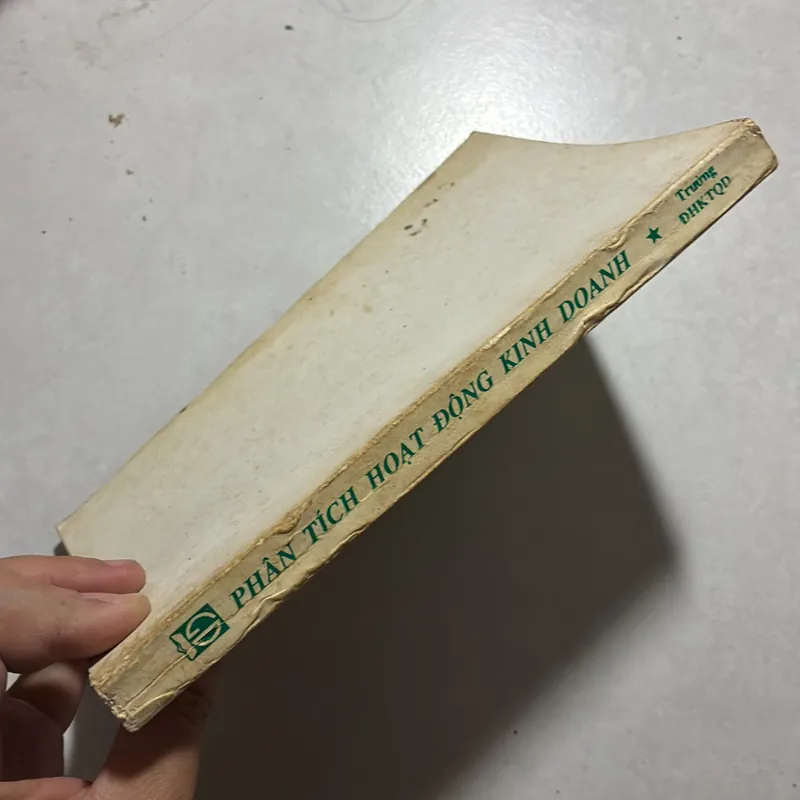 PHÂN TÍCH HOẠT ĐỘNG KINH DOANH ★ Trường
ĐHKTQD